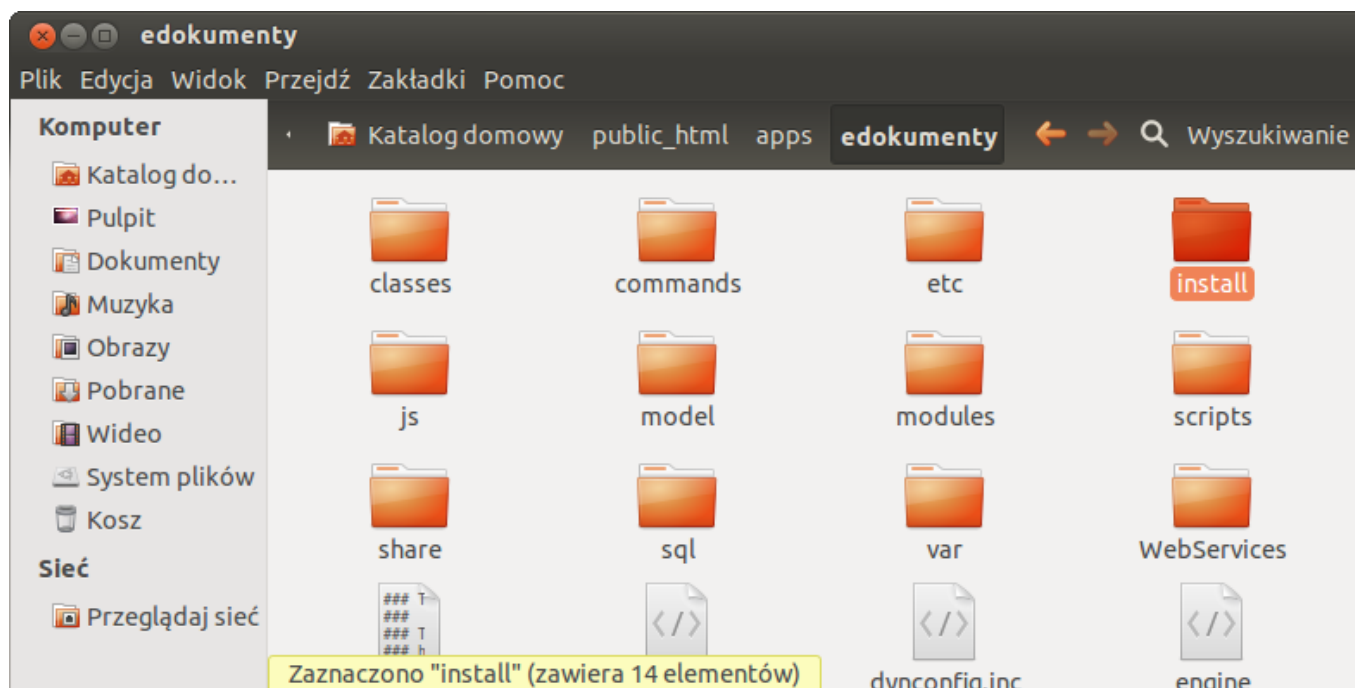 edokumenty
Plik Edycja Widok Przejdź Zakładki Pomoc
Komputer
Katalog do...
Pulpit
Dokumenty
Muzyka
Obrazy
Pobrane
Wideo
System plików
Kosz
Sieć
Przeglądaj sieć
Katalog domowy public_html apps edokumenty Wyszukiwanie
classes commands etc install
js model modules scripts
share sql var WebServices
### T
###
### T
### h
</> </> </>
dynconfig.inc engine
Zaznaczono "install" (zawiera 14 elementów)